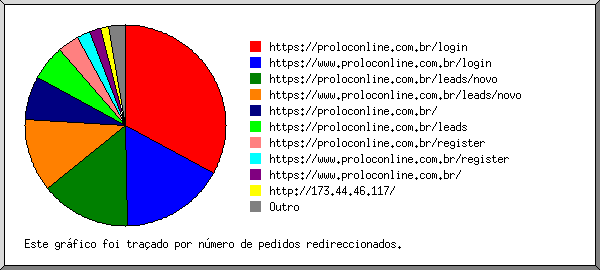 https://proloconline.com.br/login
https://www.proloconline.com.br/login
https://proloconline.com.br/leads/novo
https://www.proloconline.com.br/leads/novo
https://proloconline.com.br/
https://proloconline.com.br/leads
https://proloconline.com.br/register
https://www.proloconline.com.br/register
https://www.proloconline.com.br/
http://173.44.46.117/
Outro
Este gráfico foi traçado por número de pedidos redireccionados.